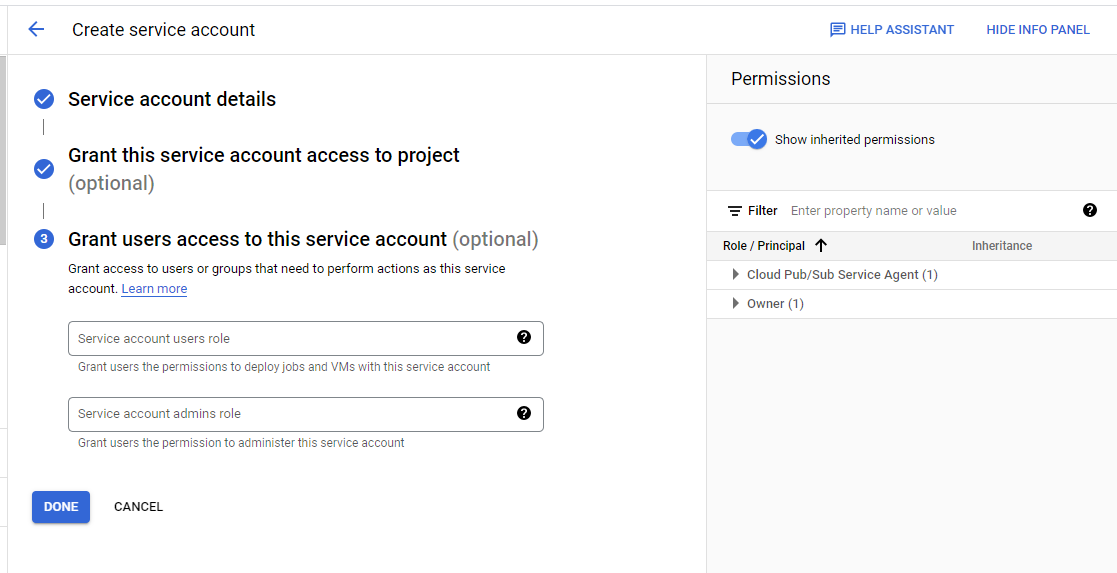 Create service account
HELP ASSISTANT
HIDE INFO PANEL
Service account details
Grant this service account access to project
(optional)
3
Grant users access to this service account (optional)
Grant access to users or groups that need to perform actions as this service
account. Learn more
Service account users role
?
Grant users the permissions to deploy jobs and VMs with this service account
Service account admins role
?
Grant users the permission to administer this service account
DONE
CANCEL
Permissions
Show inherited permissions
Filter
Enter property name or value
?
Role / Principal
Inheritance
Cloud Pub/Sub Service Agent (1)
Owner (1)